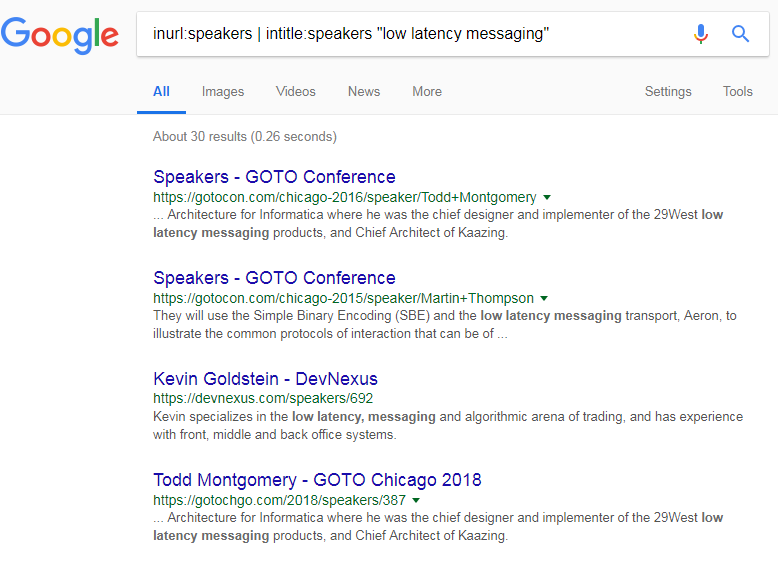 Google
inurl:speakers | intitle:speakers "low latency messaging"
All Images Videos News More Settings Tools
About 30 results (0.26 seconds)
Speakers - GOTO Conference
https://gotocon.com/chicago-2016/speaker/Todd+Montgomery
... Architecture for Informatica where he was the chief designer and implementer of the 29West low
latency messaging products, and Chief Architect of Kaazing.
Speakers - GOTO Conference
https://gotocon.com/chicago-2015/speaker/Martin+Thompson
They will use the Simple Binary Encoding (SBE) and the low latency messaging transport, Aeron, to
illustrate the common protocols of interaction that can be of ...
Kevin Goldstein - DevNexus
https://devnexus.com/speakers/692
Kevin specializes in the low latency, messaging and algorithmic arena of trading, and has experience
with front, middle and back office systems.
Todd Montgomery - GOTO Chicago 2018
https://gotochgo.com/2018/speakers/387
... Architecture for Informatica where he was the chief designer and implementer of the 29West low
latency messaging products, and Chief Architect of Kaazing.